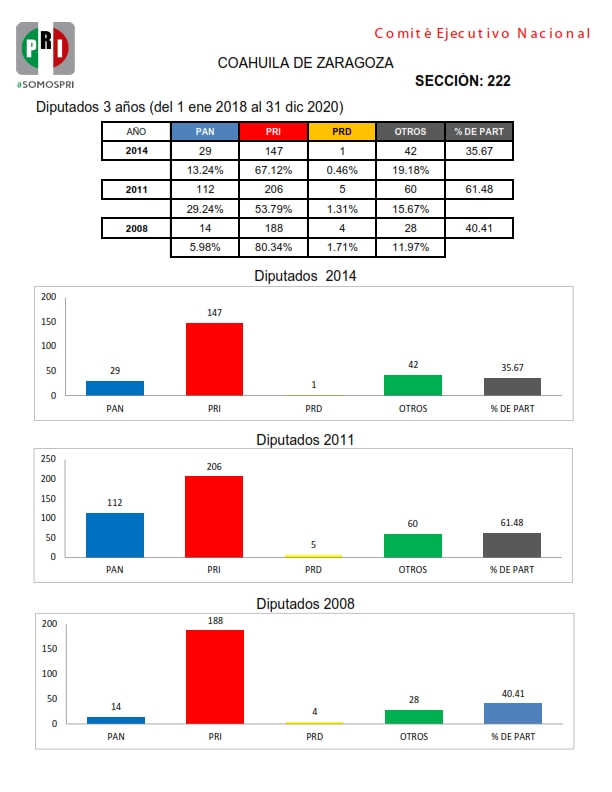 Comité Ejecutivo Nacional
PRI
#SOMOSPRI
COAHUILA DE ZARAGOZA
SECCIÓN: 222
Diputados 3 años (del 1 ene 2018 al 31 dic 2020)
AÑO PAN PRI PRD OTROS % DE PART
2014 29 147 1 42 35.67
13.24% 67.12% 0.46% 19.18%
2011 112 206 5 60 61.48
29.24% 53.79% 1.31% 15.67%
2008 14 188 4 28 40.41
5.98% 80.34% 1.71% 11.97%
Diputados 2014
200
150
100
50
0
29 147 1 42 35.67
PAN PRI PRD OTROS % DE PART
Diputados 2011
250
200
150
100
50
0
112 206 5 60 61.48
PAN PRI PRD OTROS % DE PART
Diputados 2008
200
150
100
50
0
14 188 4 28 40.41
PAN PRI PRD OTROS % DE PART